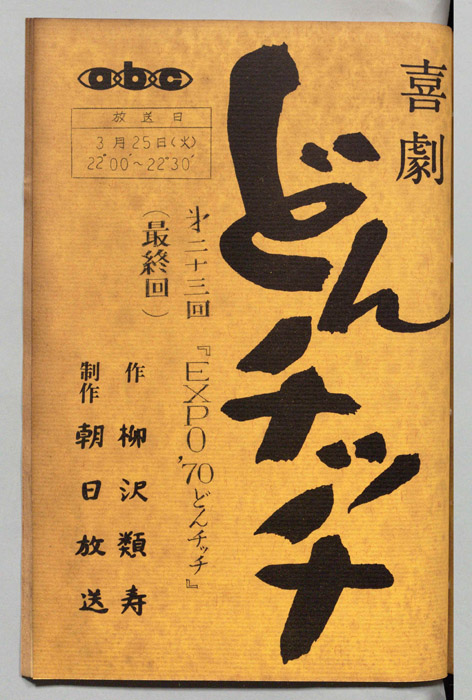 喜劇
どんチッチ
abc
放送日
3月25日(火)
22°00′~22°30′
第二十三回 『EXPO'70どんチッチ』
(最終回)
作 柳沢類寿
制作 朝日放送